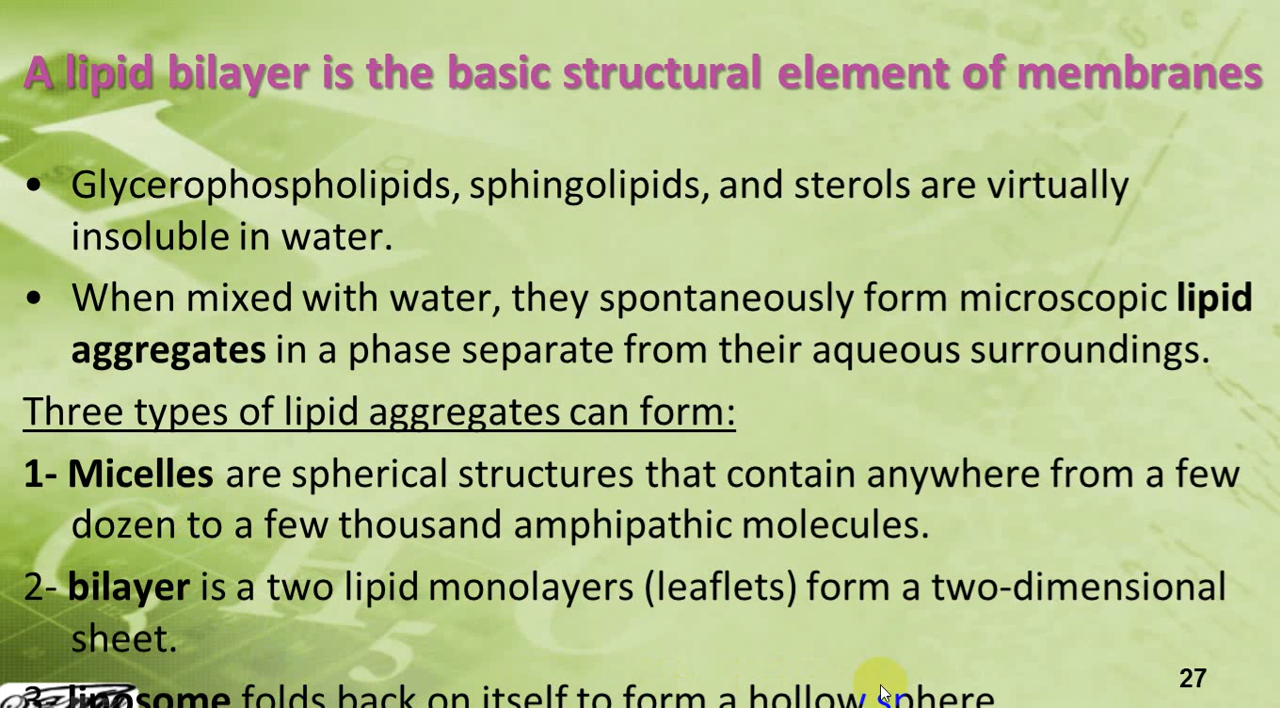 A lipid bilayer is the basic structural element of membranes
• Glycerophospholipids, sphingolipids, and sterols are virtually
insoluble in water.
• When mixed with water, they spontaneously form microscopic lipid
aggregates in a phase separate from their aqueous surroundings.
Three types of lipid aggregates can form:
1- Micelles are spherical structures that contain anywhere from a few
dozen to a few thousand amphipathic molecules.
2- bilayer is a two lipid monolayers (leaflets) form a two-dimensional
sheet.
27
3- liposome folds back on itself to form a hollow sphere